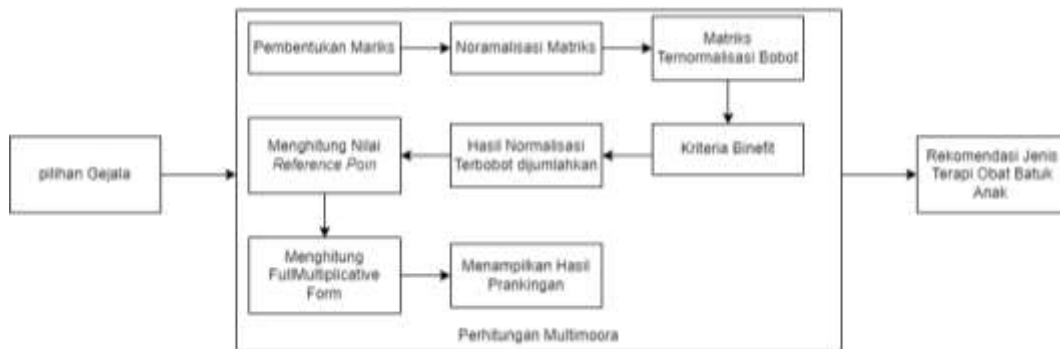 pilihan Gejala
Pembentukan Mariks
Noramalisasi Matriks
Matriks
Ternormalisasi Bobot
Kriteria Binefit
Hasil Normalisasi
Terbobot dijumlahkan
Menghitung Nilai
Reference Poin
Menghitung
FullMultiplicative
Form
Menampilkan Hasil
Prankingan
Perhitungan Multimoora
Rekomendasi Jenis
Terapi Obat Batuk
Anak